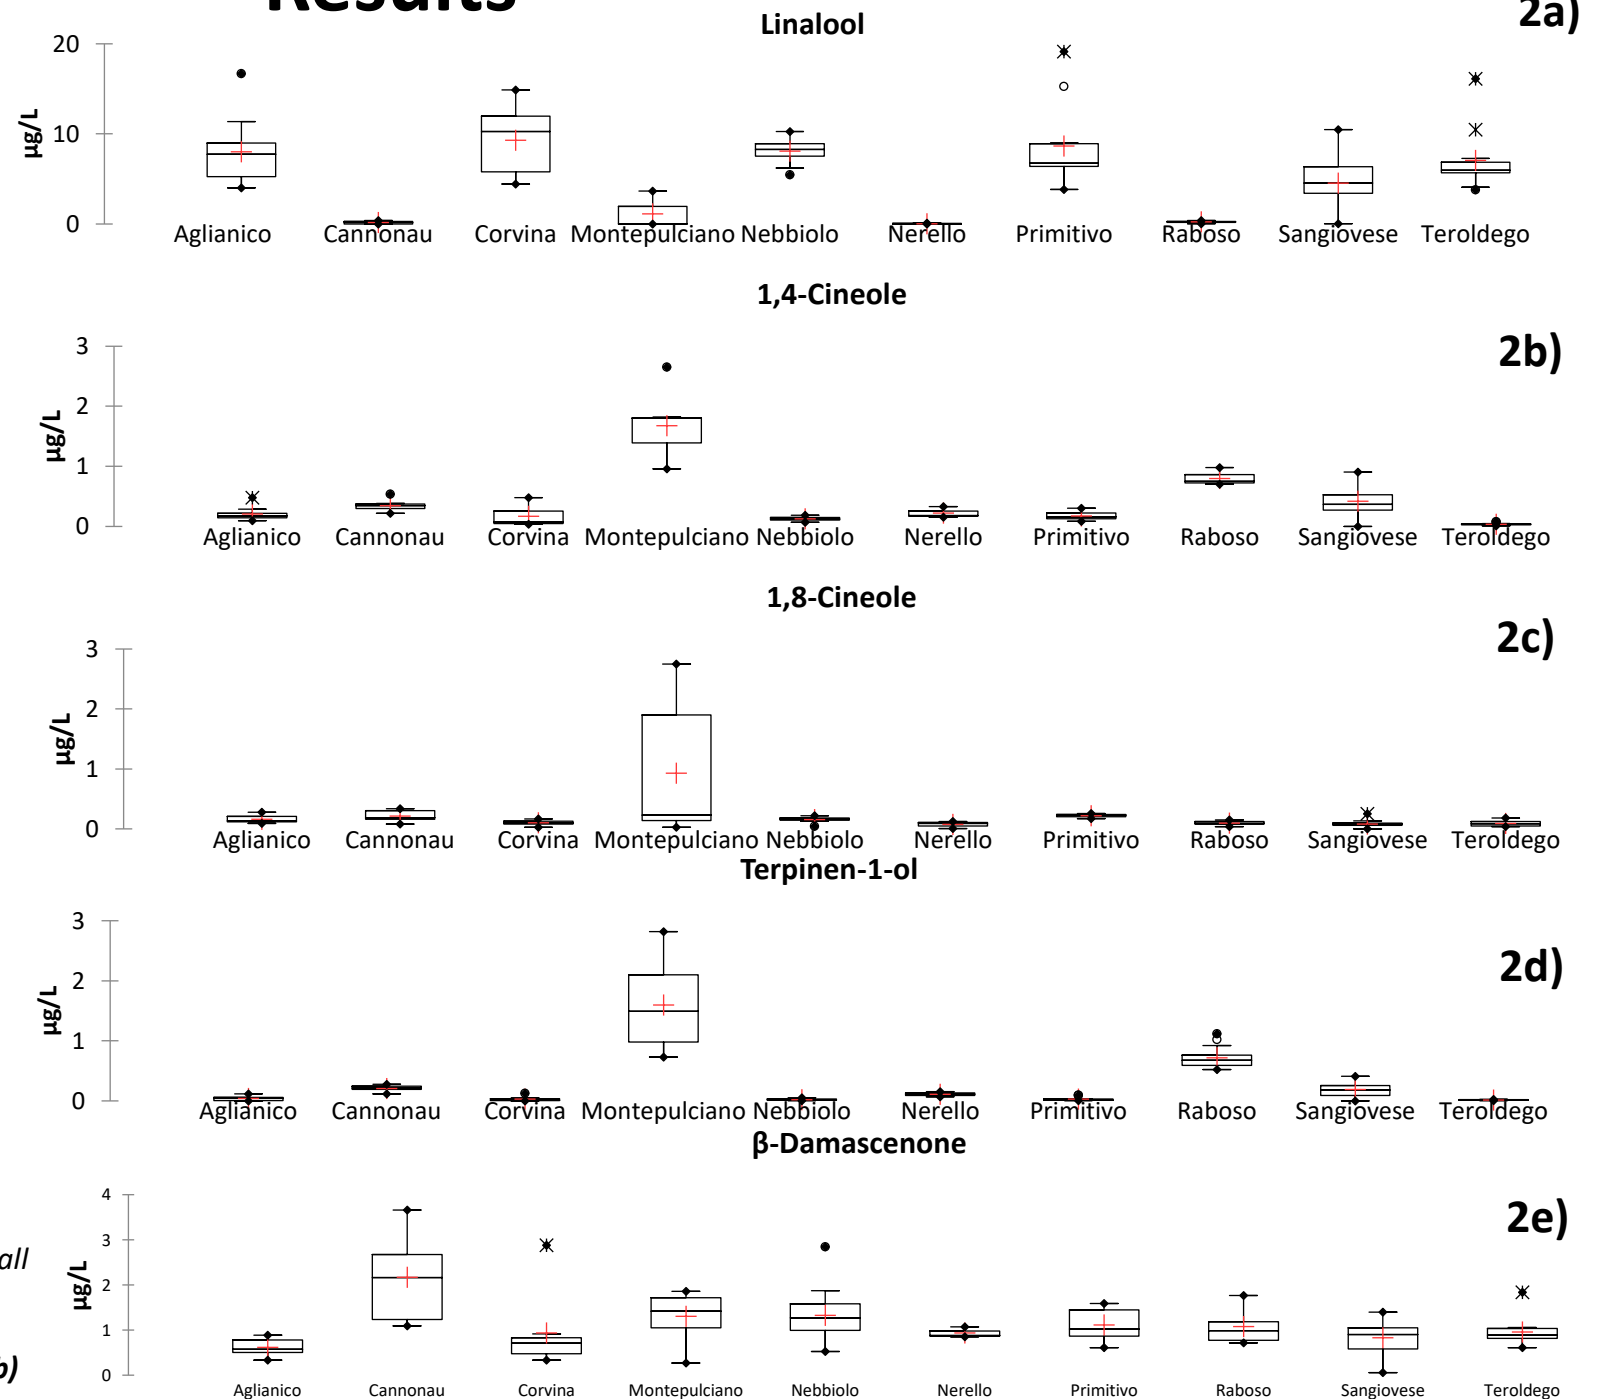 Results
Linalool
2a)
20
10
0
µg/L
Aglianico Cannonau Corvina Montepulciano Nebbiolo Nerello Primitivo Raboso Sangiovese Teroldego
1,4-Cineole
2b)
3
2
1
0
µg/L
Aglianico Cannonau Corvina Montepulciano Nebbiolo Nerello Primitivo Raboso Sangiovese Teroldego
1,8-Cineole
2c)
3
2
1
0
µg/L
Aglianico Cannonau Corvina Montepulciano Nebbiolo Nerello Primitivo Raboso Sangiovese Teroldego
Terpinen-1-ol
2d)
3
2
1
0
µg/L
Aglianico Cannonau Corvina Montepulciano Nebbiolo Nerello Primitivo Raboso Sangiovese Teroldego
β-Damascenone
2e)
4
3
2
1
0
µg/L
all
b)
Aglianico Cannonau Corvina Montepulciano Nebbiolo Nerello Primitivo Raboso Sangiovese Teroldego